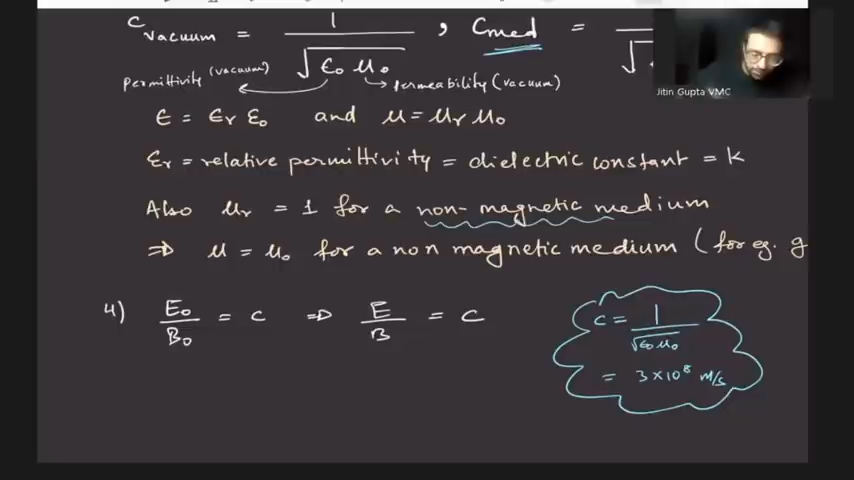 C vacuum = 1 / √ε₀ μ₀ , Cmed = 1 / √
permittivity (vacuum) permeability (vacuum)
Jitin Gupta VMC
ε = εr ε₀ and μ = μr μ₀
εr = relative permittivity = dielectric constant = k
Also μr = 1 for a non-magnetic medium
⇒ μ = μ₀ for a non magnetic medium (for eg. g
4) E₀/B₀ = c ⇒ E/B = c
c = 1/√ε₀μ₀
= 3×10⁸ m/s